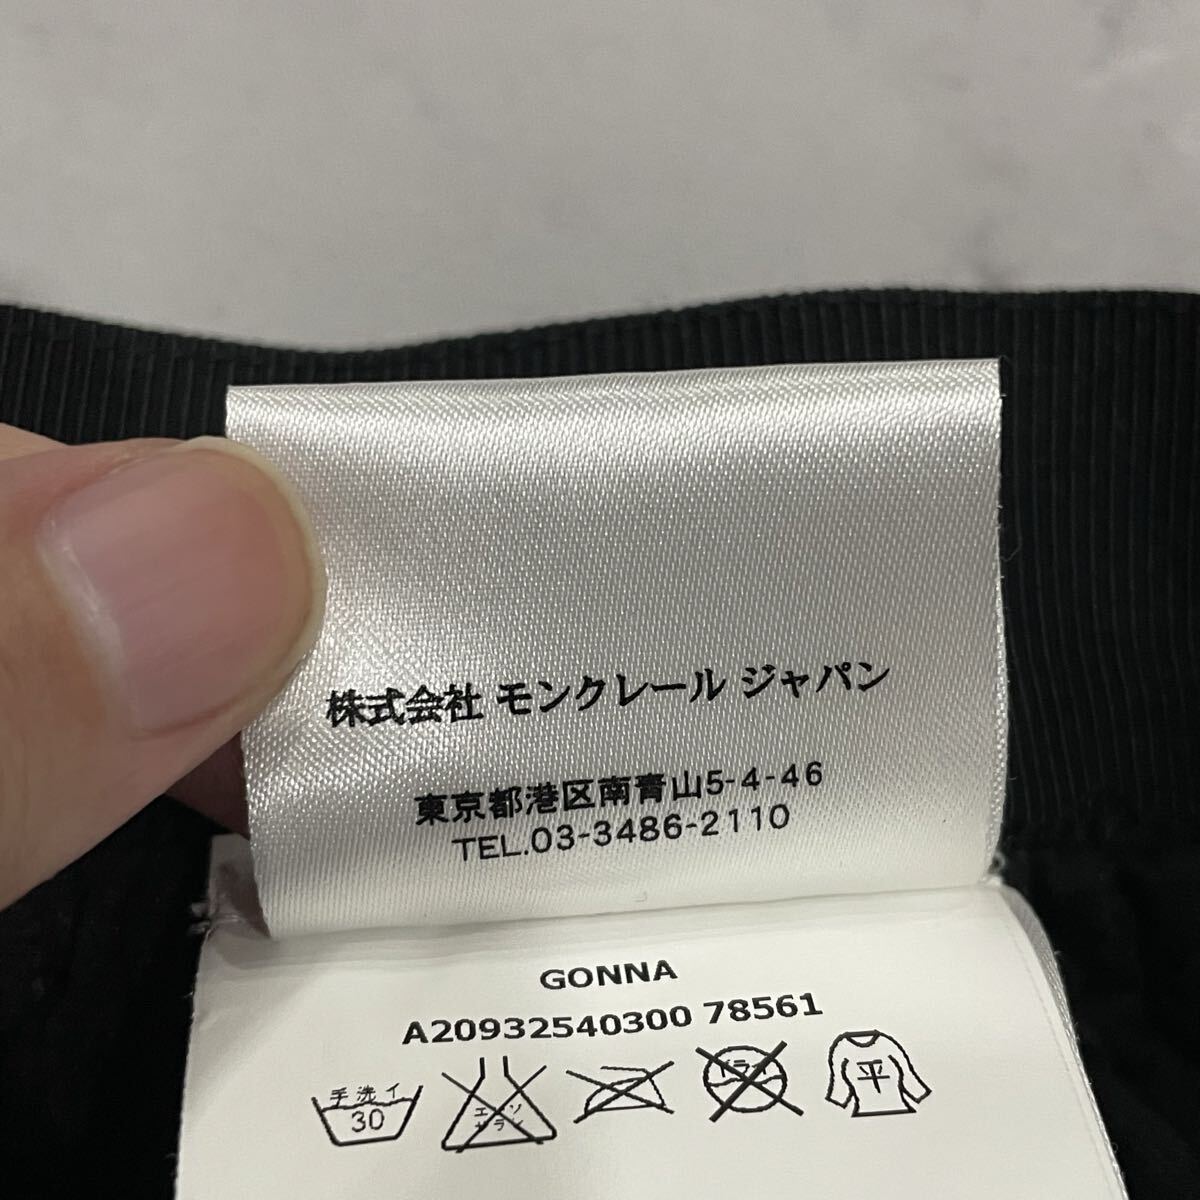 株式会社 モンクレール ジャパン
東京都港区南青山5-4-46
TEL.03-3486-2110
GONNA
A20932540300 78561
手洗イ
30
エンソ
サラシ
ドライ
平